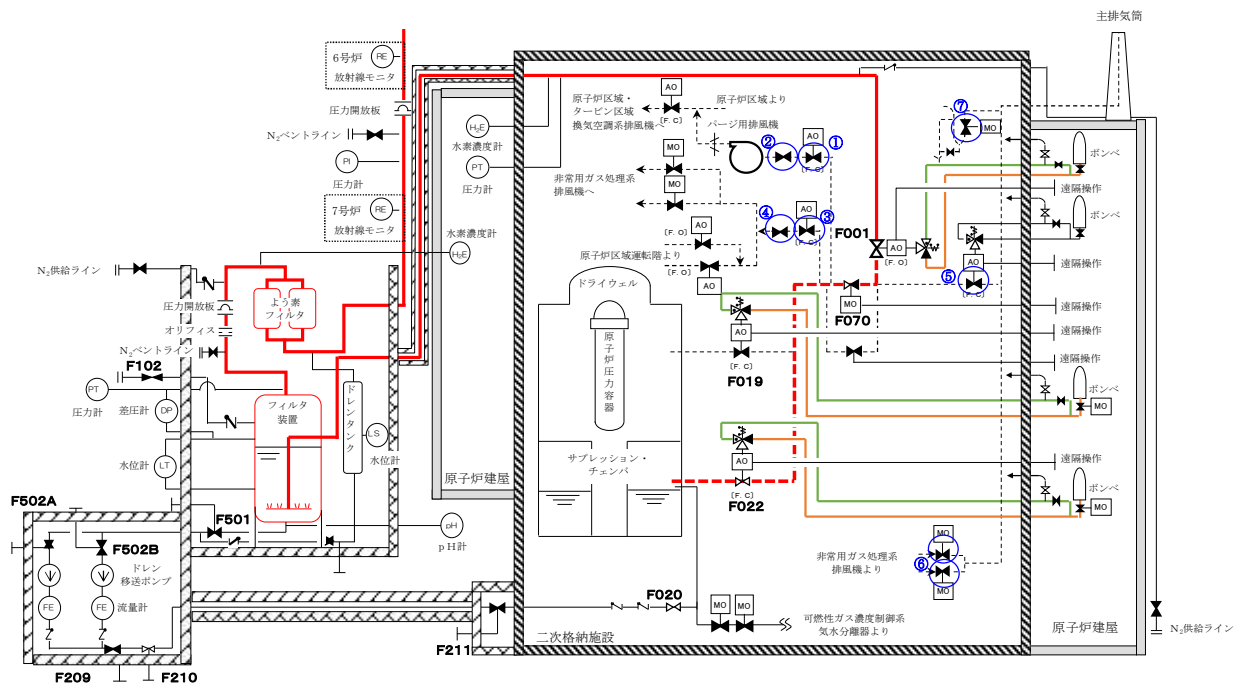 主排気筒
6号炉
放射線モニタ
RE
圧力開放板
N₂ベントライン
PI
圧力計
7号炉
放射線モニタ
RE
H₂E
水素濃度計
PT
圧力計
水素濃度計
H₂E
原子炉区域・
タービン区域
換気空調系排風機へ
AO
(F. C)
原子炉区域より
パージ用排風機
②
①
AO
(F. C)
非常用ガス処理系
排風機へ
MO
MO
④
③
AO
(F. C)
⑦
MO
ボンベ
遠隔操作
ボンベ
遠隔操作
F001
AO
(F. O)
AO
⑤
(F. C)
(F. O)
AO
原子炉区域運転階より
(F. O)
AO
MO
F070
遠隔操作
遠隔操作
遠隔操作
ドライウェル
原子炉圧力容器
サプレッション・
チェンバ
AO
(F. C)
F019
ボンベ
MO
AO
(F. C)
F022
遠隔操作
ボンベ
MO
N₂供給ライン
圧力開放板
オリフィス
N₂ベントライン
よう素
フィルタ
F102
PT
圧力計
差圧計
DP
フィルタ
装置
ドレンタンク
LS
水位計
水位計
LT
原子炉建屋
F502A
F501
pH
pH計
F502B
ドレン
移送ポンプ
FE
FE
流量計
F209
F210
F211
F020
MO
MO
可燃性ガス濃度制御系
気水分離器より
二次格納施設
非常用ガス処理系
排風機より
⑥
MO
MO
原子炉建屋
N₂供給ライン